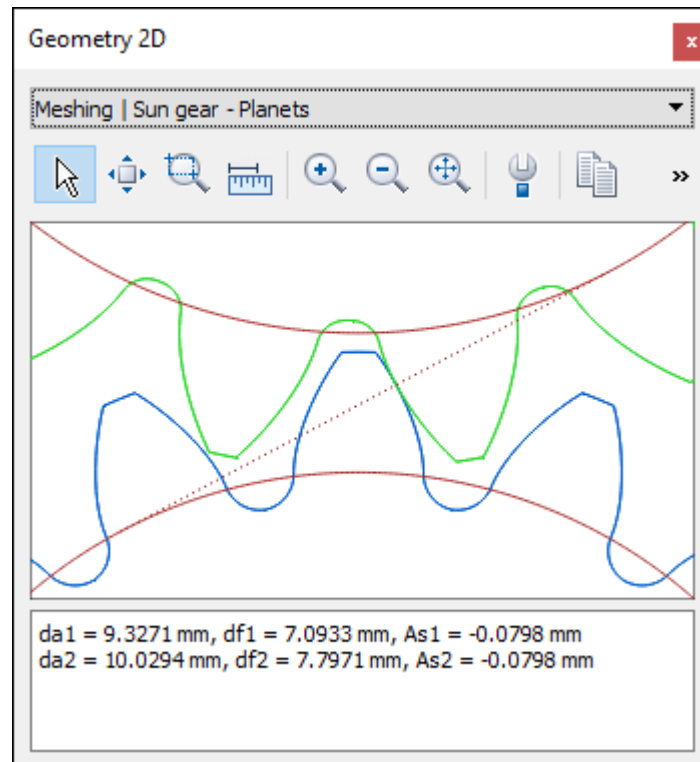 Geometry 2D
x
Meshing | Sun gear - Planets
»
da1 = 9.3271 mm, df1 = 7.0933 mm, As1 = -0.0798 mm
da2 = 10.0294 mm, df2 = 7.7971 mm, As2 = -0.0798 mm